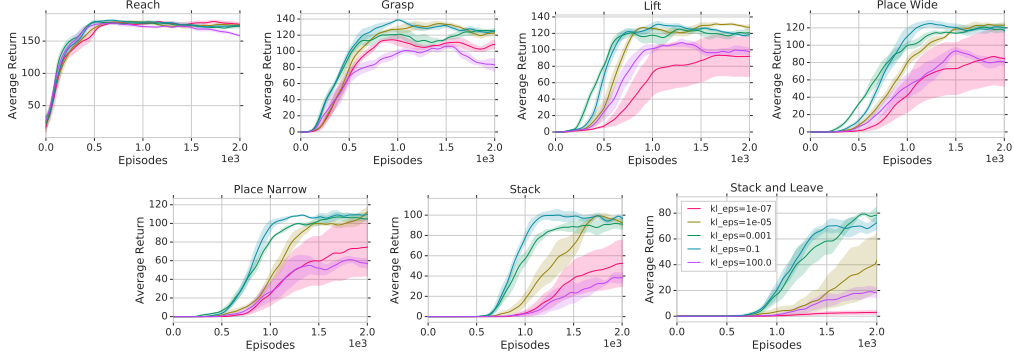 Reach
Average Return
150
100
50
0.0 0.5 1.0 1.5 2.0
Episodes 1e3
Grasp
Average Return
140
120
100
80
60
40
20
0
0.0 0.5 1.0 1.5 2.0
Episodes 1e3
Lift
Average Return
140
120
100
80
60
40
20
0
0.0 0.5 1.0 1.5 2.0
Episodes 1e3
Place Wide
Average Return
120
100
80
60
40
20
0
0.0 0.5 1.0 1.5 2.0
Episodes 1e3
Place Narrow
Average Return
120
100
80
60
40
20
0
0.0 0.5 1.0 1.5 2.0
Episodes 1e3
Stack
Average Return
100
80
60
40
20
0
0.0 0.5 1.0 1.5 2.0
Episodes 1e3
Stack and Leave
Average Return
80
60
40
20
0
kl_eps=1e-07
kl_eps=1e-05
kl_eps=0.001
kl_eps=0.1
kl_eps=100.0
0.0 0.5 1.0 1.5 2.0
Episodes 1e3